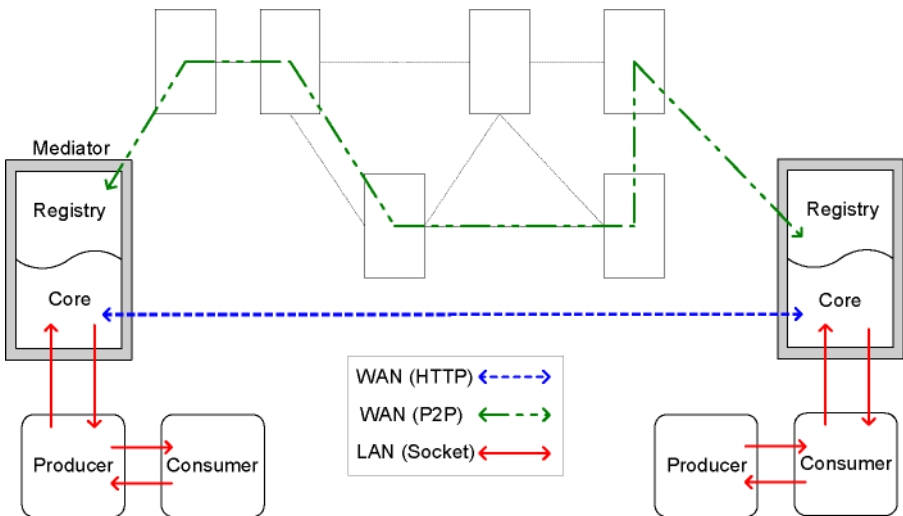 Mediator
Registry
Core
Registry
Core
WAN (HTTP)
WAN (P2P)
LAN (Socket)
Producer
Consumer
Producer
Consumer